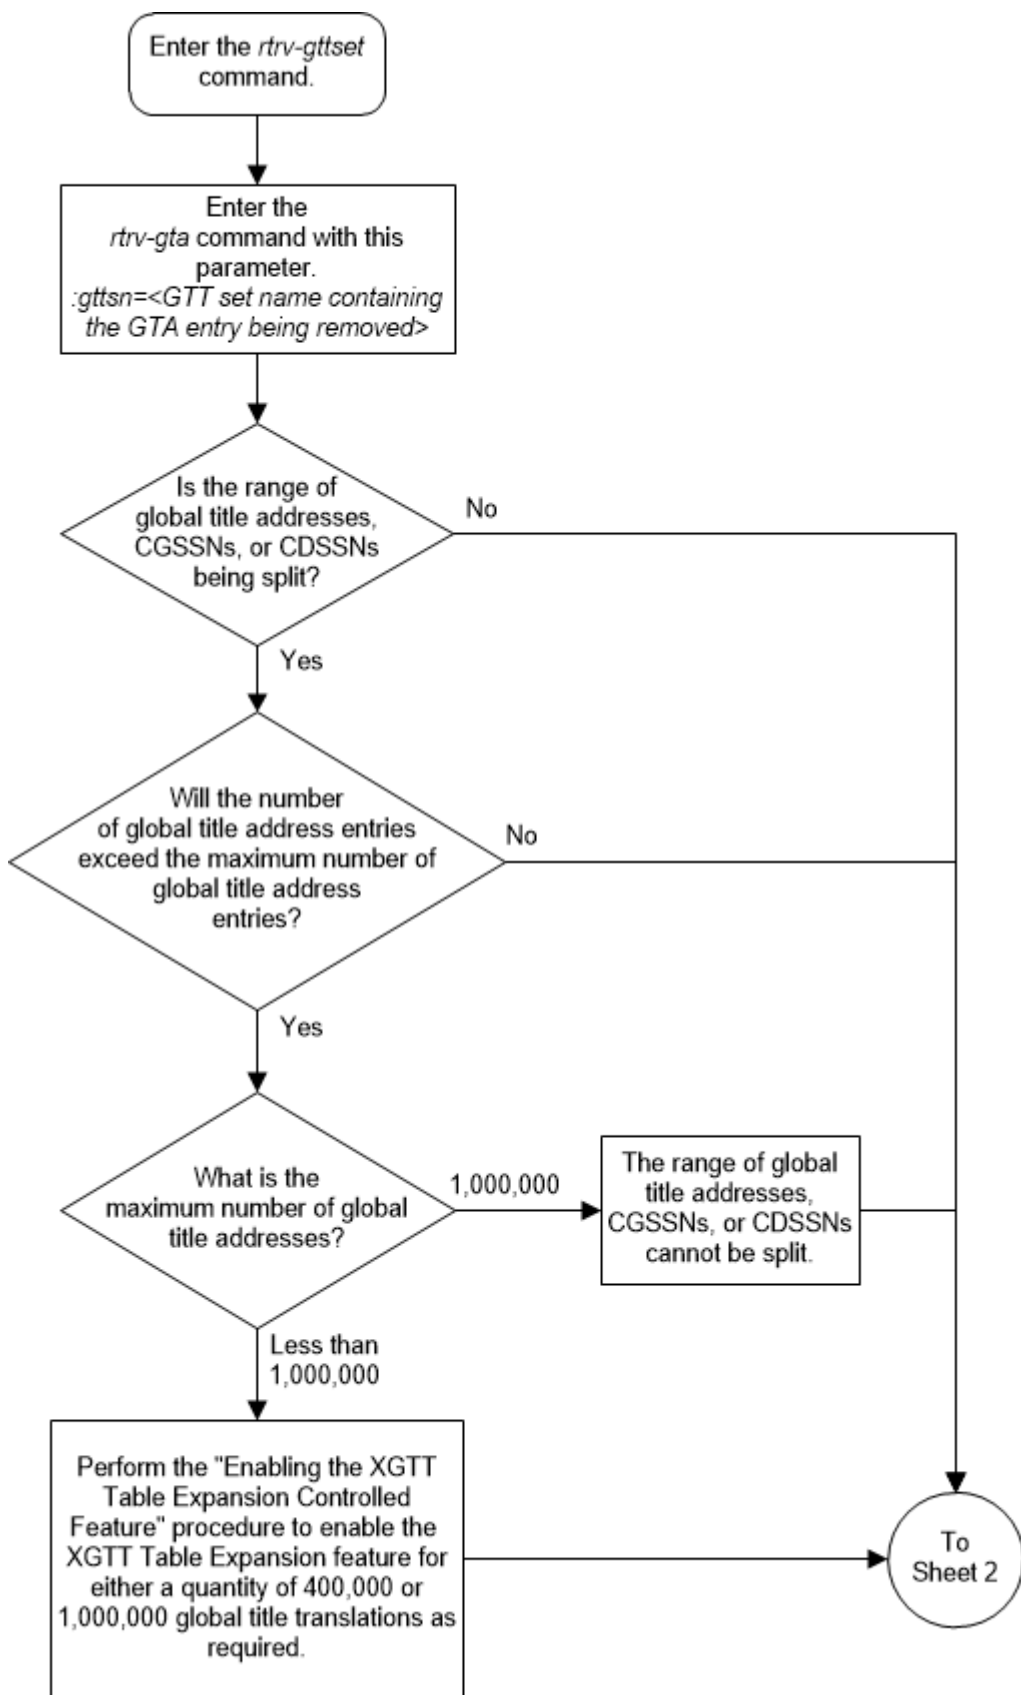 Enter the rtrv-gttset
command.
Enter the
rtrv-gta command with this
parameter.
:gttsn=<GTT set name containing
the GTA entry being removed>
Is the range of
global title addresses,
CGSSNs, or CDSSNs
being split?
No
Yes
Will the number
of global title address entries
exceed the maximum number of
global title address
entries?
No
Yes
What is the
maximum number of global
title addresses?
1,000,000
The range of global
title addresses,
CGSSNs, or CDSSNs
cannot be split.
Less than
1,000,000
Perform the "Enabling the XGTT
Table Expansion Controlled
Feature" procedure to enable the
XGTT Table Expansion feature for
either a quantity of 400,000 or
1,000,000 global title translations as
required.
To
Sheet 2